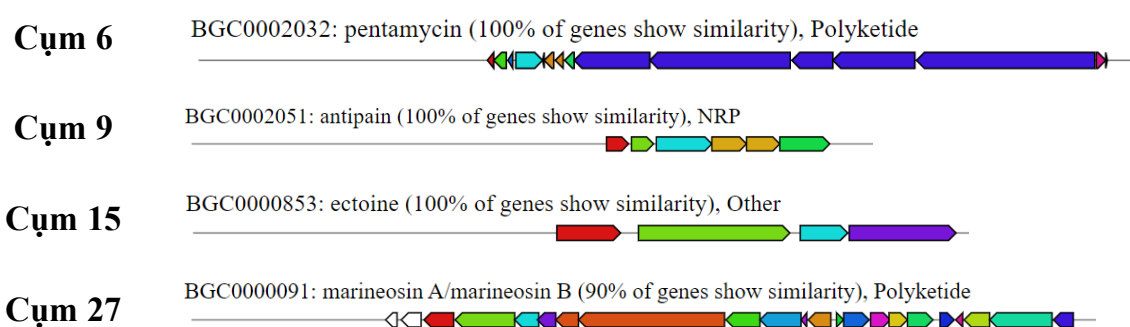 Cụm 6
BGC0002032: pentamycin (100% of genes show similarity), Polyketide
Cụm 9
BGC0002051: antipain (100% of genes show similarity), NRP
Cụm 15
BGC0000853: ectoine (100% of genes show similarity), Other
Cụm 27
BGC0000091: marineosin A/marineosin B (90% of genes show similarity), Polyketide